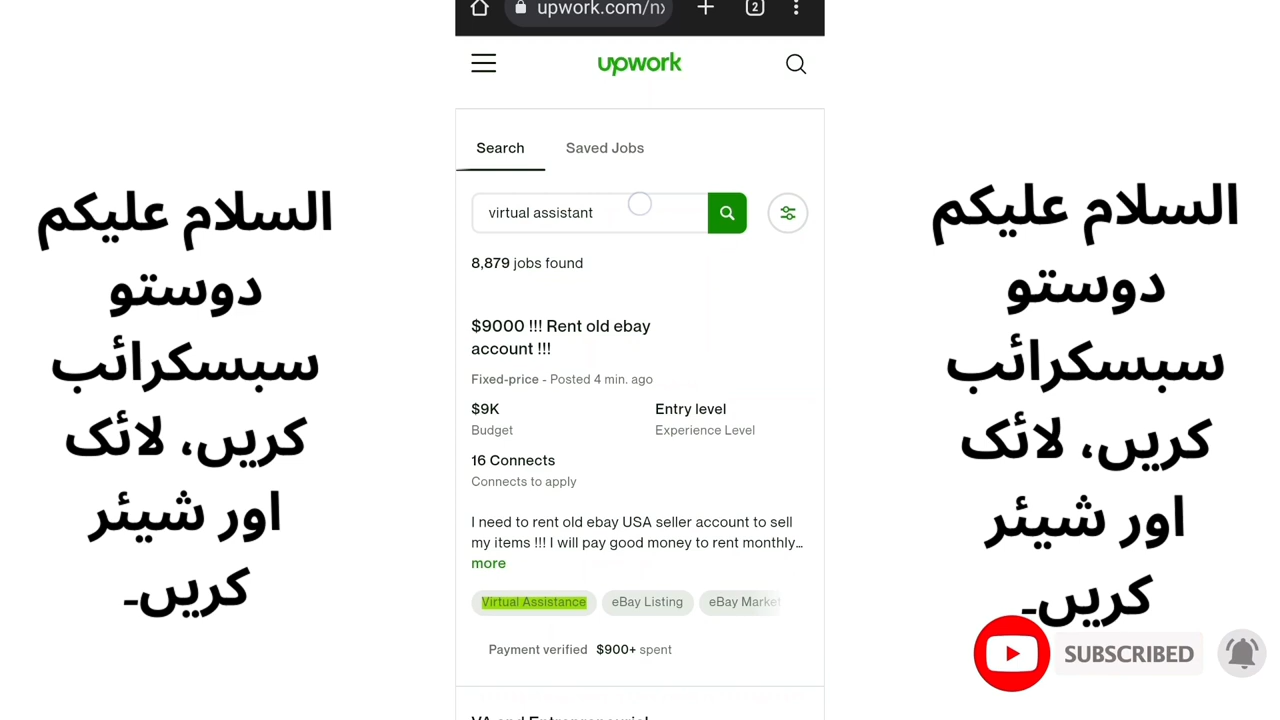 السلام علیکم
دوستو
سبسکرائب
کریں، لائک
اور شیئر
کریں۔
upwork.com/nx
2
upwork
Search
Saved Jobs
virtual assistant
8,879 jobs found
$9000 !!! Rent old ebay
account !!!
Fixed-price - Posted 4 min. ago
$9K
Entry level
Budget
Experience Level
16 Connects
Connects to apply
I need to rent old ebay USA seller account to sell
my items !!! I will pay good money to rent monthly…
more
Virtual Assistance
eBay Listing
eBay Market
Payment verified $900+ spent
السلام علیکم
دوستو
سبسکرائب
کریں، لائک
اور شیئر
کریں۔
SUBSCRIBED